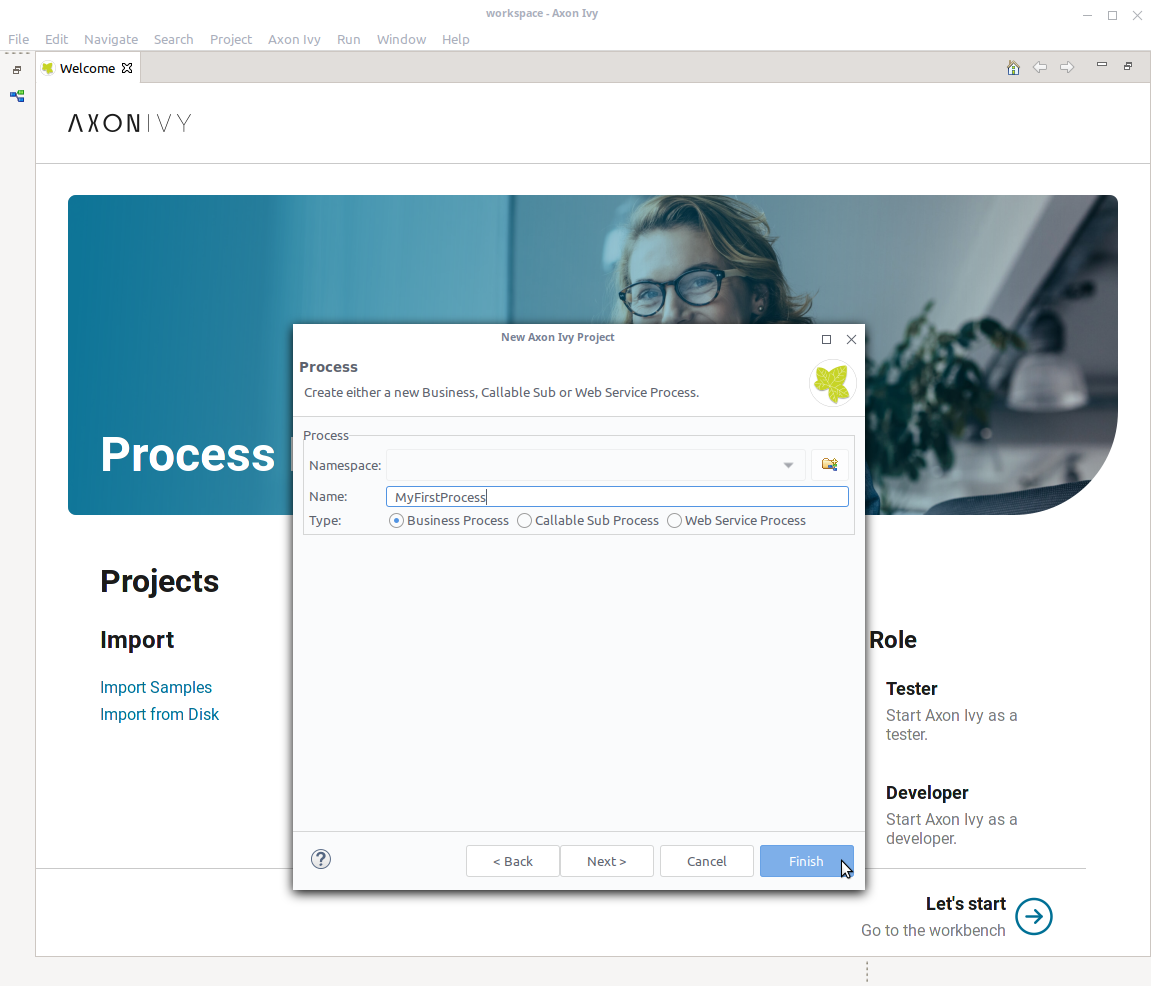 workspace - Axon Ivy
File Edit Navigate Search Project Axon Ivy Run Window Help
Welcome
AXONIVY
Process
New Axon Ivy Project
Process
Create either a new Business, Callable Sub or Web Service Process.
Process
Namespace:
Name: MyFirstProcess
Type: Business Process Callable Sub Process Web Service Process
? < Back Next > Cancel Finish
Projects
Import
Import Samples
Import from Disk
Role
Tester
Start Axon Ivy as a
tester.
Developer
Start Axon Ivy as a
developer.
Let's start
Go to the workbench